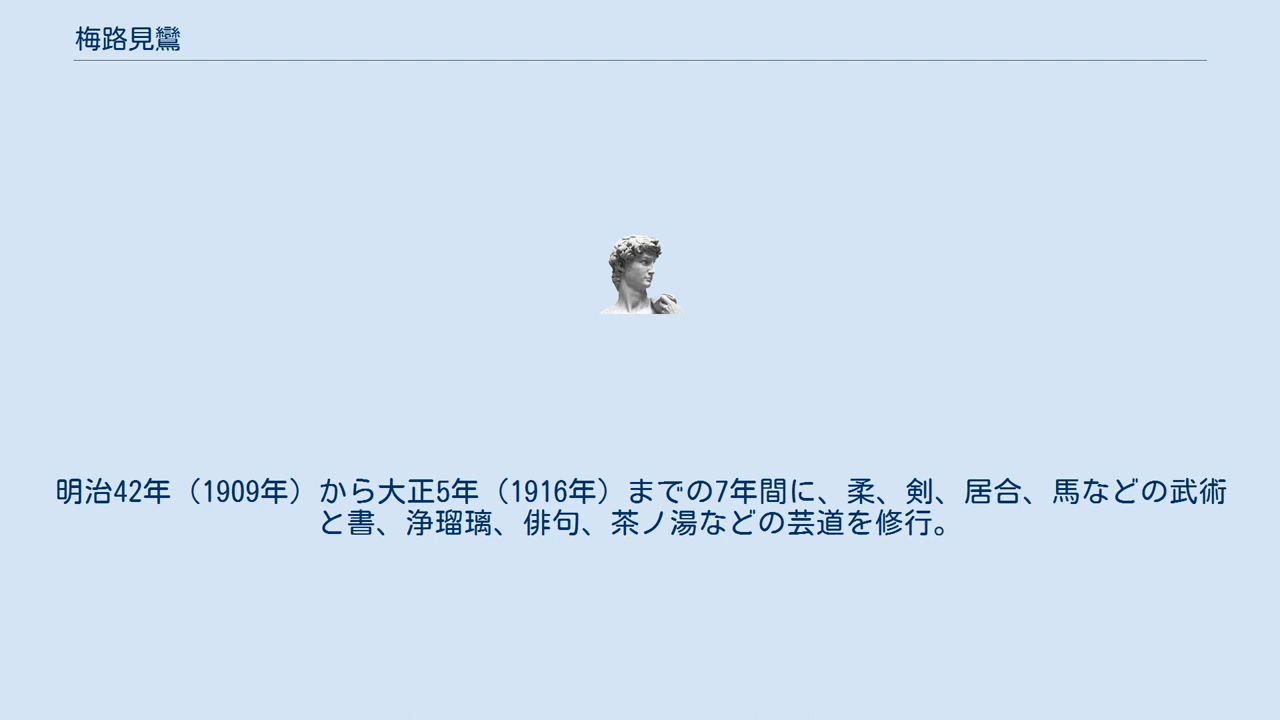 梅路見鸞
明治42年（1909年）から大正5年（1916年）までの7年間に、柔、剣、居合、馬などの武術
と書、浄瑠璃、俳句、茶ノ湯などの芸道を修行。